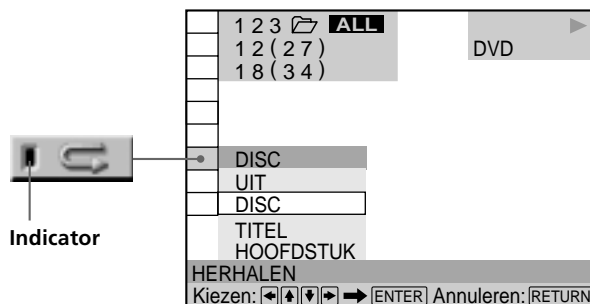 1 2 3 ALL
1 2 ( 2 7 )
DVD
1 8 ( 3 4 )
DISC
UIT
DISC
TITEL
HOOFDSTUK
Indicator
HERHALEN
Kiezen: ENTER Annuleren: RETURN